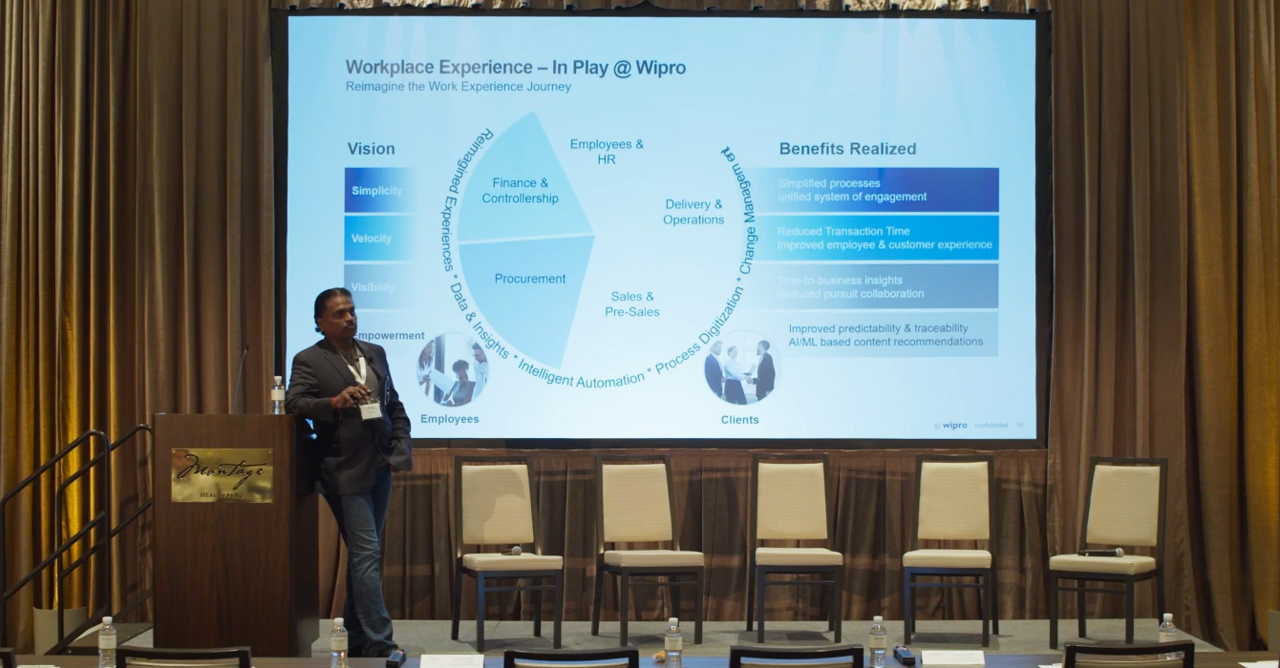 Workplace Experience – In Play @ Wipro
Reimagine the Work Experience Journey
Vision
Simplicity
Velocity
Visibility
Empowerment
Reimagined Experiences * Data & Insights * Intelligent Automation * Process Digitization * Change Management
Employees &
HR
Finance &
Controllership
Delivery &
Operations
Procurement
Sales &
Pre-Sales
Employees
Clients
Benefits Realized
Simplified processes
unified system of engagement
Reduced Transaction Time
Improved employee & customer experience
Time-to-business insights
Reduced pursuit collaboration
Improved predictability & traceability
AI/ML based content recommendations
wipro confidential
Montage